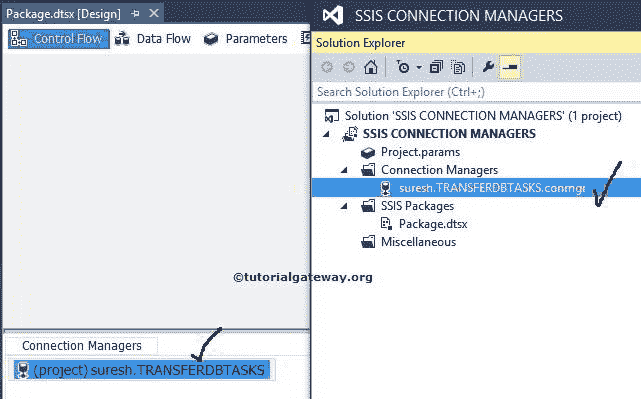 Package.dtsx [Design]
Control Flow
Data Flow
Parameters
SSIS CONNECTION MANAGERS
Solution Explorer
Search Solution Explorer (Ctrl+;)
Solution 'SSIS CONNECTION MANAGERS' (1 project)
SSIS CONNECTION MANAGERS
Project.params
Connection Managers
suresh.TRANSFERDBTASKS.conmgr
SSIS Packages
Package.dtsx
Miscellaneous
©tutorialgateway.org
Connection Managers
(project) suresh.TRANSFERDBTASKS